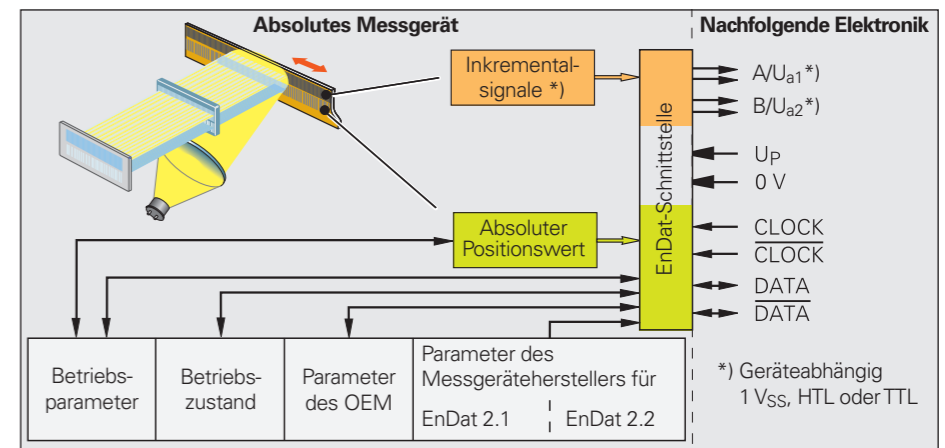 Absolutes Messgerät
Nachfolgende Elektronik
Inkremental-
signale *)
A/Ua1*)
B/Ua2*)
UP
0 V
EnDat-Schnittstelle
Absoluter
Positionswert
CLOCK
CLOCK
DATA
DATA
Betriebs-
parameter
Betriebs-
zustand
Parameter
des OEM
Parameter des
Messgeräteherstellers für
EnDat 2.1
EnDat 2.2
*) Geräteabhängig
1 VSS, HTL oder TTL